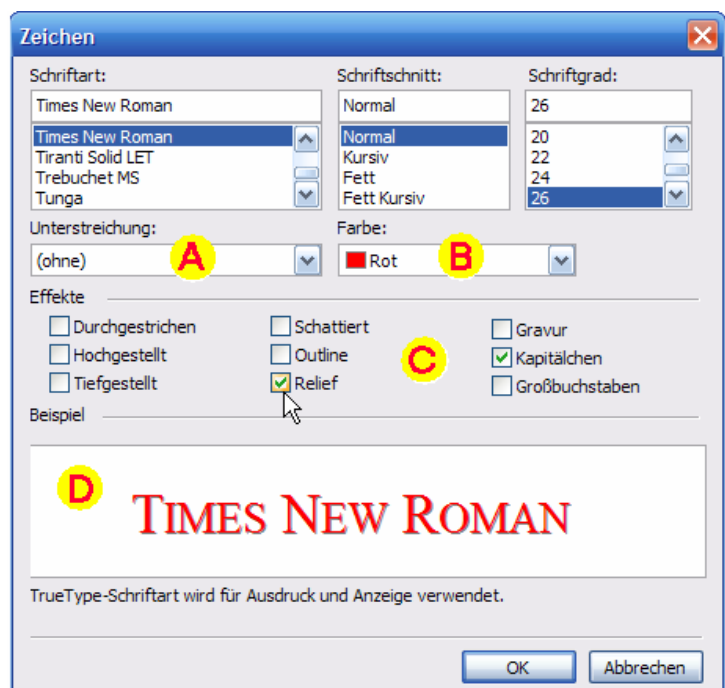 Zeichen
Schriftart: Schriftschnitt: Schriftgrad:
Times New Roman Normal 26
Times New Roman Normal 20
Tiranti Solid LET Kursiv 22
Trebuchet MS Fett 24
Tunga Fett Kursiv 26
Unterstreichung: Farbe:
(ohne) A Rot B
Effekte
Durchgestrichen Schattiert Gravur
Hochgestellt Outline C Kapitälchen
Tiefgestellt Relief Großbuchstaben
Beispiel
D
TIMES NEW ROMAN
TrueType-Schriftart wird für Ausdruck und Anzeige verwendet.
OK Abbrechen